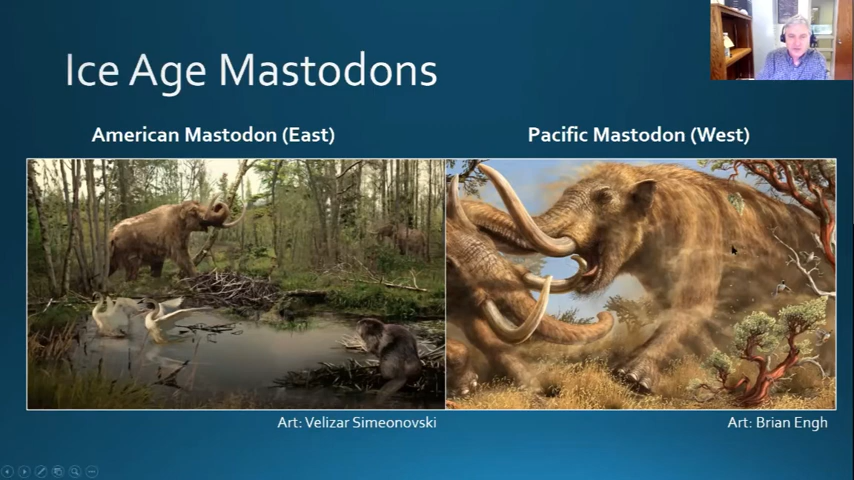 Ice Age Mastodons
American Mastodon (East)
Pacific Mastodon (West)
Art: Velizar Simeonovski
Art: Brian Engh